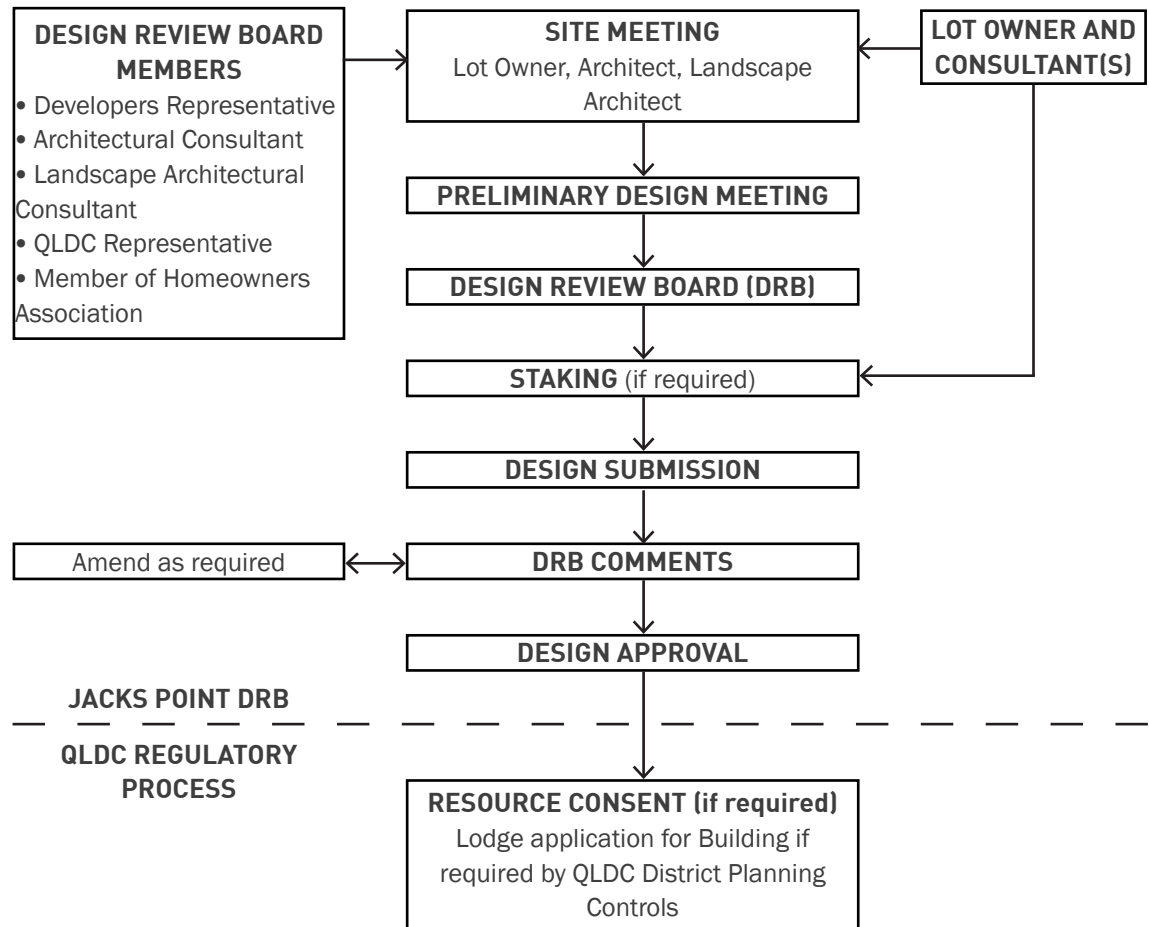 DESIGN REVIEW BOARD
MEMBERS
• Developers Representative
• Architectural Consultant
• Landscape Architectural
Consultant
• QLDC Representative
• Member of Homeowners
Association
SITE MEETING
Lot Owner, Architect, Landscape
Architect
LOT OWNER AND
CONSULTANT(S)
PRELIMINARY DESIGN MEETING
DESIGN REVIEW BOARD (DRB)
STAKING (if required)
DESIGN SUBMISSION
Amend as required
DRB COMMENTS
DESIGN APPROVAL
JACKS POINT DRB
QLDC REGULATORY
PROCESS
RESOURCE CONSENT (if required)
Lodge application for Building if
required by QLDC District Planning
Controls